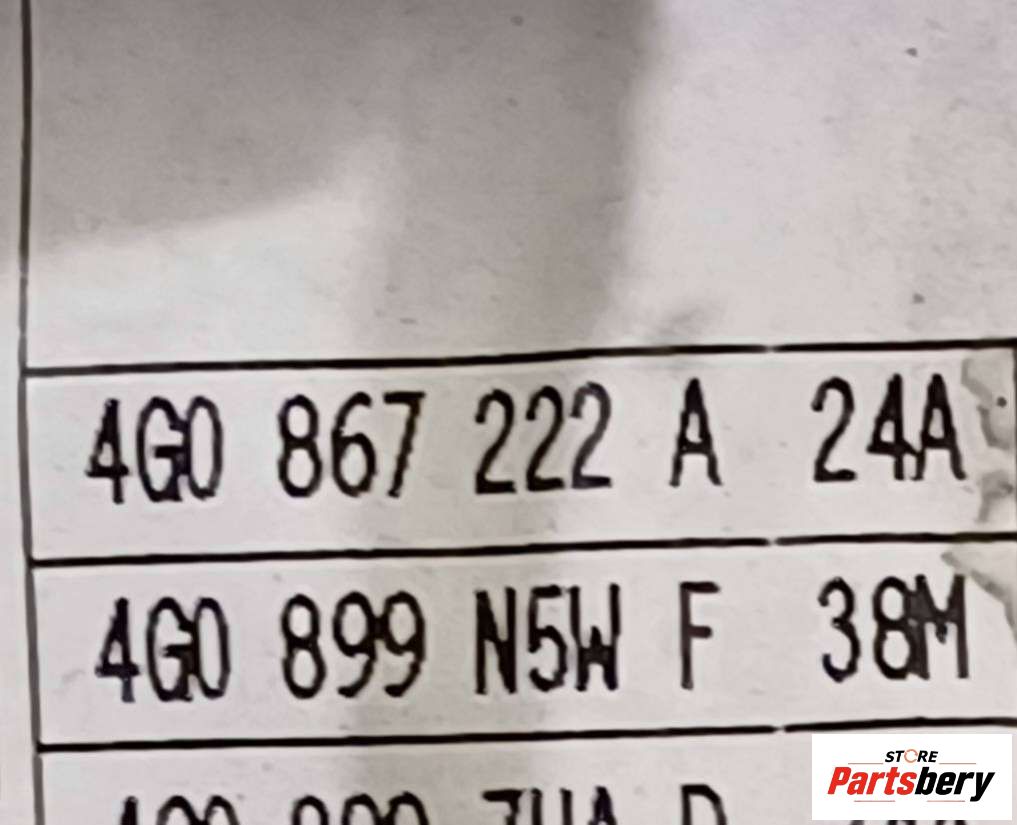 4G0 867 222 A 24A
4G0 899 N5W F 38M
STORE
Partsbery